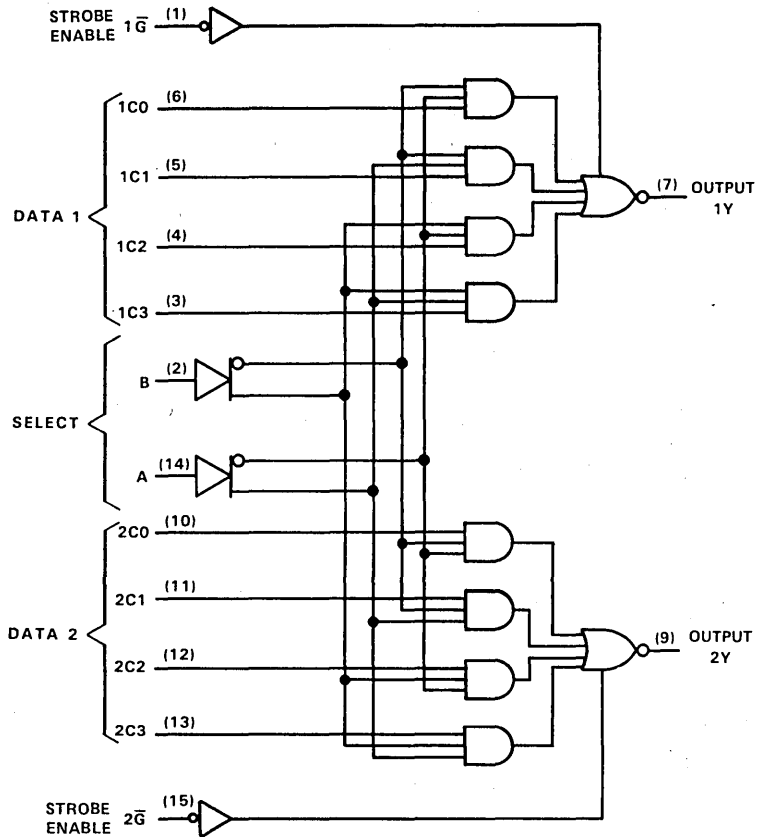 STROBE
ENABLE 1G̅ (1)
1C0 (6)
1C1 (5)
DATA 1
1C2 (4)
1C3 (3)
(7) OUTPUT
1Y
B (2)
SELECT
A (14)
2C0 (10)
2C1 (11)
DATA 2
2C2 (12)
2C3 (13)
(9) OUTPUT
2Y
STROBE
ENABLE 2G̅ (15)